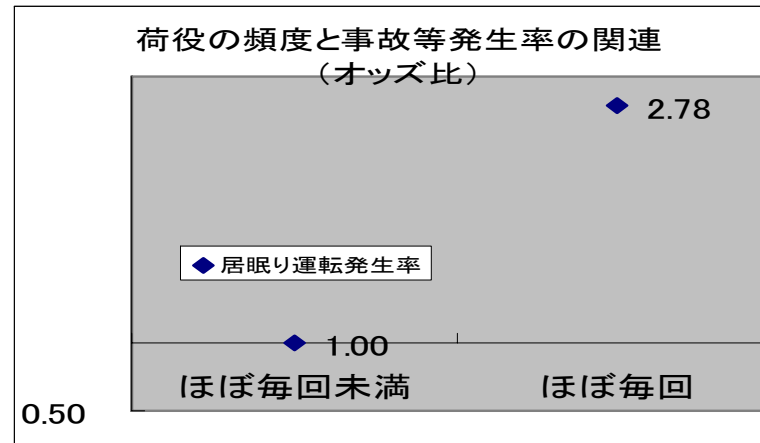 荷役の頻度と事故等発生率の関連
（オッズ比）
2.78
居眠り運転発生率
1.00
ほぼ毎回未満
ほぼ毎回
0.50